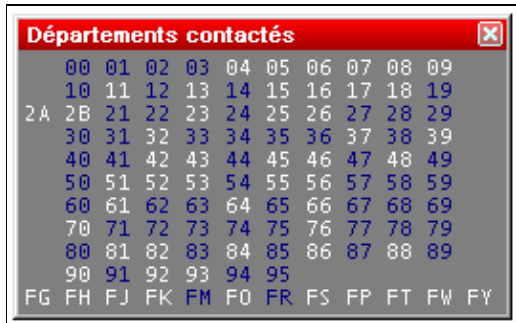 Départements contactés
00 01 02 03 04 05 06 07 08 09
10 11 12 13 14 15 16 17 18 19
2A 2B 21 22 23 24 25 26 27 28 29
30 31 32 33 34 35 36 37 38 39
40 41 42 43 44 45 46 47 48 49
50 51 52 53 54 55 56 57 58 59
60 61 62 63 64 65 66 67 68 69
70 71 72 73 74 75 76 77 78 79
80 81 82 83 84 85 86 87 88 89
90 91 92 93 94 95
FG FH FJ FK FM FO FR FS FP FT FW FY